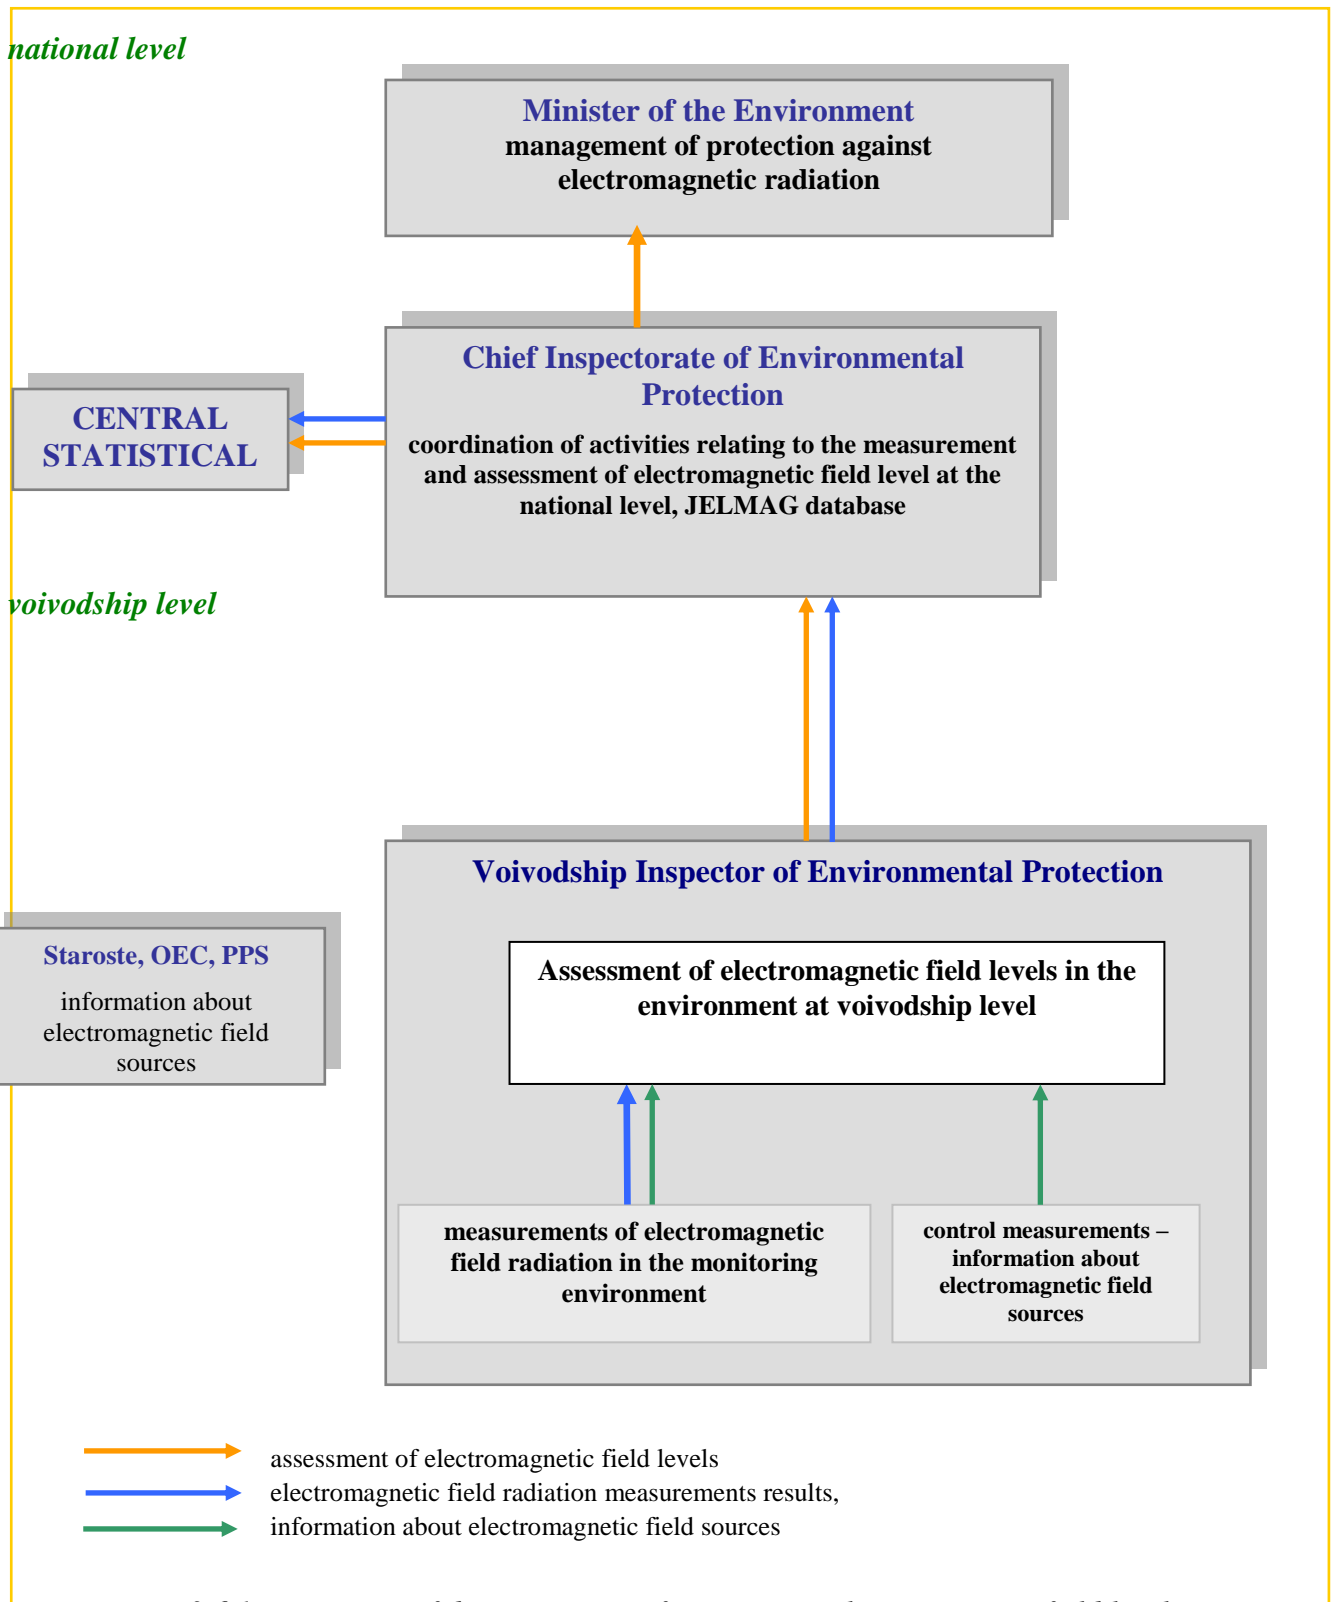 national level
Minister of the Environment
management of protection against
electromagnetic radiation
Chief Inspectorate of Environmental
Protection
coordination of activities relating to the measurement
and assessment of electromagnetic field level at the
national level, JELMAG database
CENTRAL
STATISTICAL
voivodship level
Voivodship Inspector of Environmental Protection
Staroste, OEC, PPS
information about
electromagnetic field
sources
Assessment of electromagnetic field levels in the
environment at voivodship level
measurements of electromagnetic
field radiation in the monitoring
environment
control measurements –
information about
electromagnetic field
sources
assessment of electromagnetic field levels
electromagnetic field radiation measurements results,
information about electromagnetic field sources